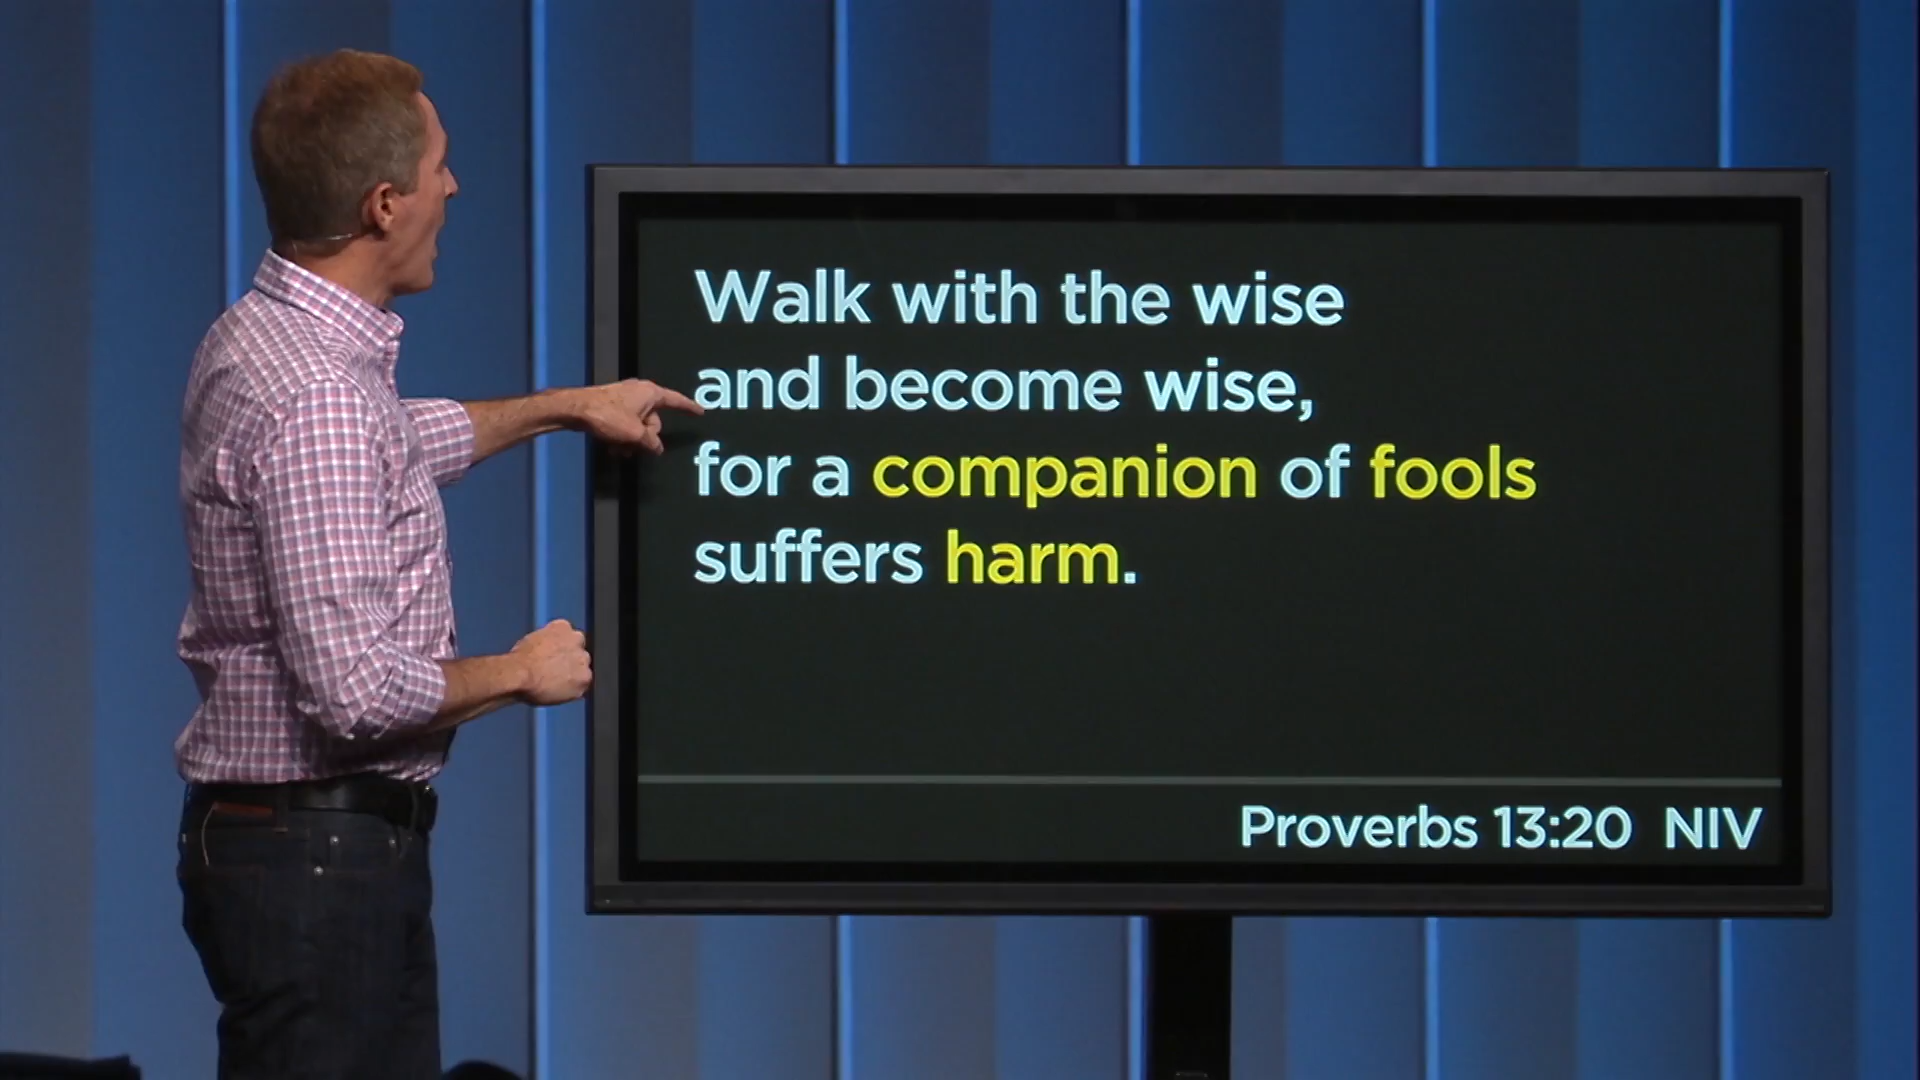 Walk with the wise
and become wise,
for a companion of fools
suffers harm.
Proverbs 13:20 NIV